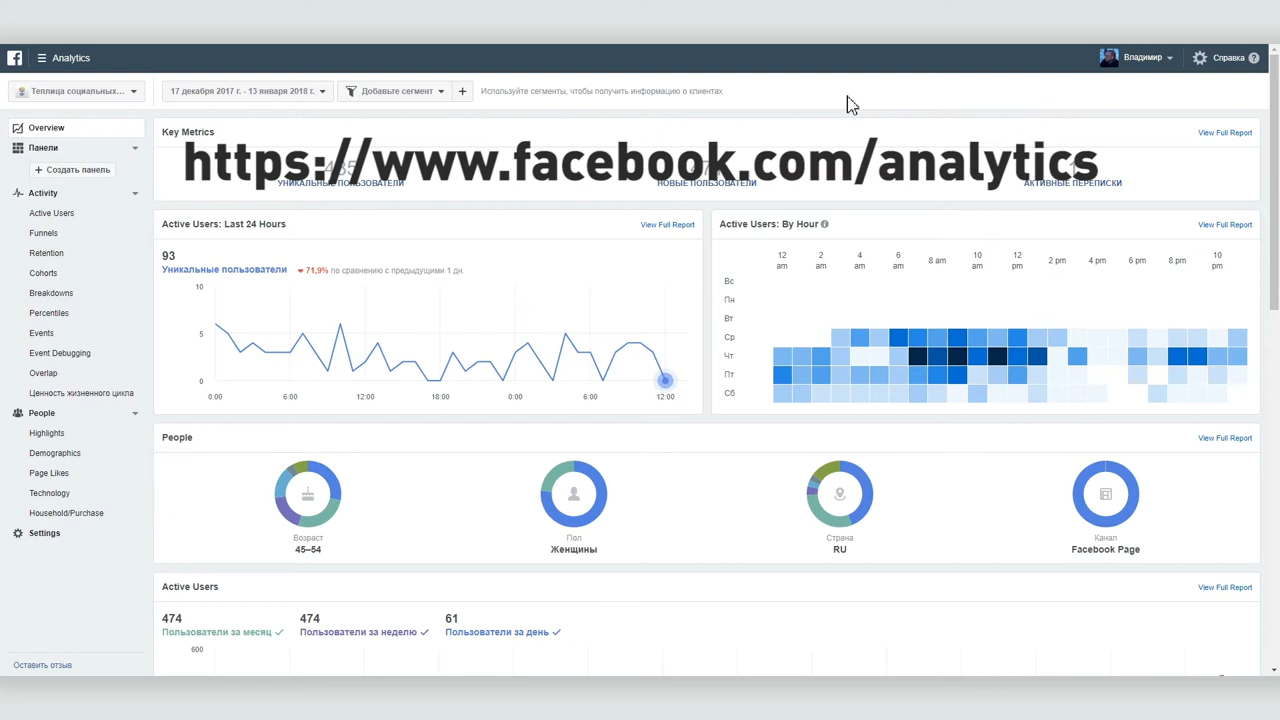 Analytics
Владимир
Справка
Теплица социальных...
17 декабря 2017 г. - 13 января 2018 г.
Добавьте сегмент
+
Используйте сегменты, чтобы получить информацию о клиентах
Overview
Панели
+ Создать панель
Activity
Active Users
Funnels
Retention
Cohorts
Breakdowns
Percentiles
Events
Event Debugging
Overlap
Ценность жизненного цикла
People
Highlights
Demographics
Page Likes
Technology
Household/Purchase
Settings
Оставить отзыв
Key Metrics
View Full Report
https://www.facebook.com/analytics
УНИКАЛЬНЫЕ ПОЛЬЗОВАТЕЛИ
НОВЫЕ ПОЛЬЗОВАТЕЛИ
АКТИВНЫЕ ПЕРЕПИСКИ
Active Users: Last 24 Hours
View Full Report
93
Уникальные пользователи
71,9% по сравнению с предыдущими 1 дн.
10
5
0
0:00 6:00 12:00 18:00 0:00 6:00 12:00
Active Users: By Hour
View Full Report
12 am 2 am 4 am 6 am 8 am 10 am 12 pm 2 pm 4 pm 6 pm 8 pm 10 pm
Вс
Пн
Вт
Ср
Чт
Пт
Сб
People
View Full Report
Возраст
45–54
Пол
Женщины
Страна
RU
Канал
Facebook Page
Active Users
View Full Report
474
Пользователи за месяц
474
Пользователи за неделю
61
Пользователи за день
600